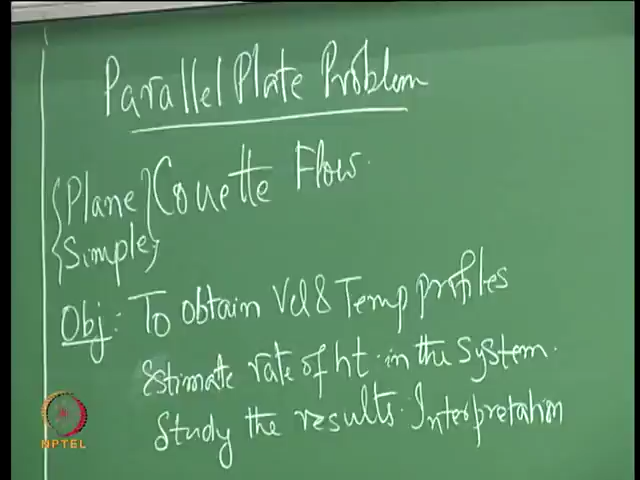 Parallel Plate Problem
{Plane} Couette Flow.
{Simple}
Obj: To obtain Vel & Temp profiles
Estimate rate of ht. in the system.
Study the results. Interpretation
NPTEL